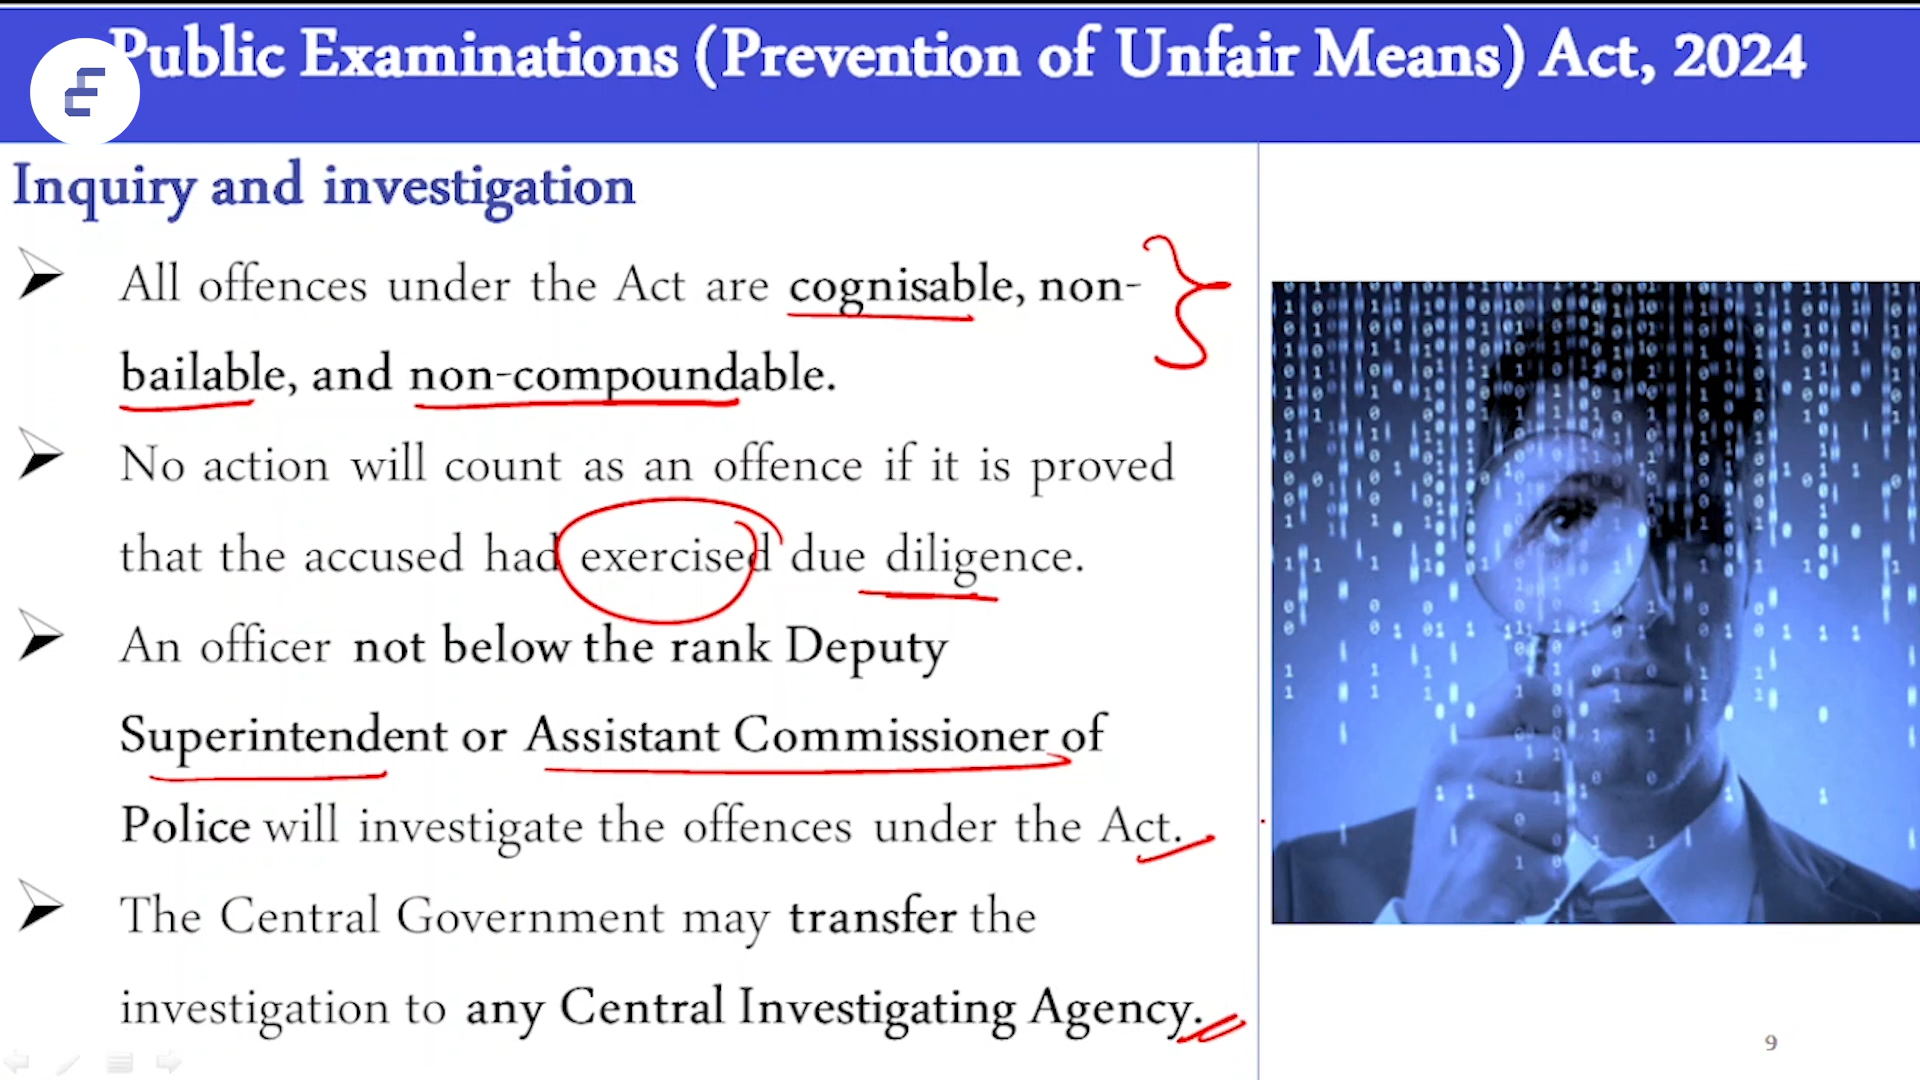 Public Examinations (Prevention of Unfair Means) Act, 2024
Inquiry and investigation
All offences under the Act are cognisable, non-
bailable, and non-compoundable.
No action will count as an offence if it is proved
that the accused had exercised due diligence.
An officer not below the rank Deputy
Superintendent or Assistant Commissioner of
Police will investigate the offences under the Act.
The Central Government may transfer the
investigation to any Central Investigating Agency.
9